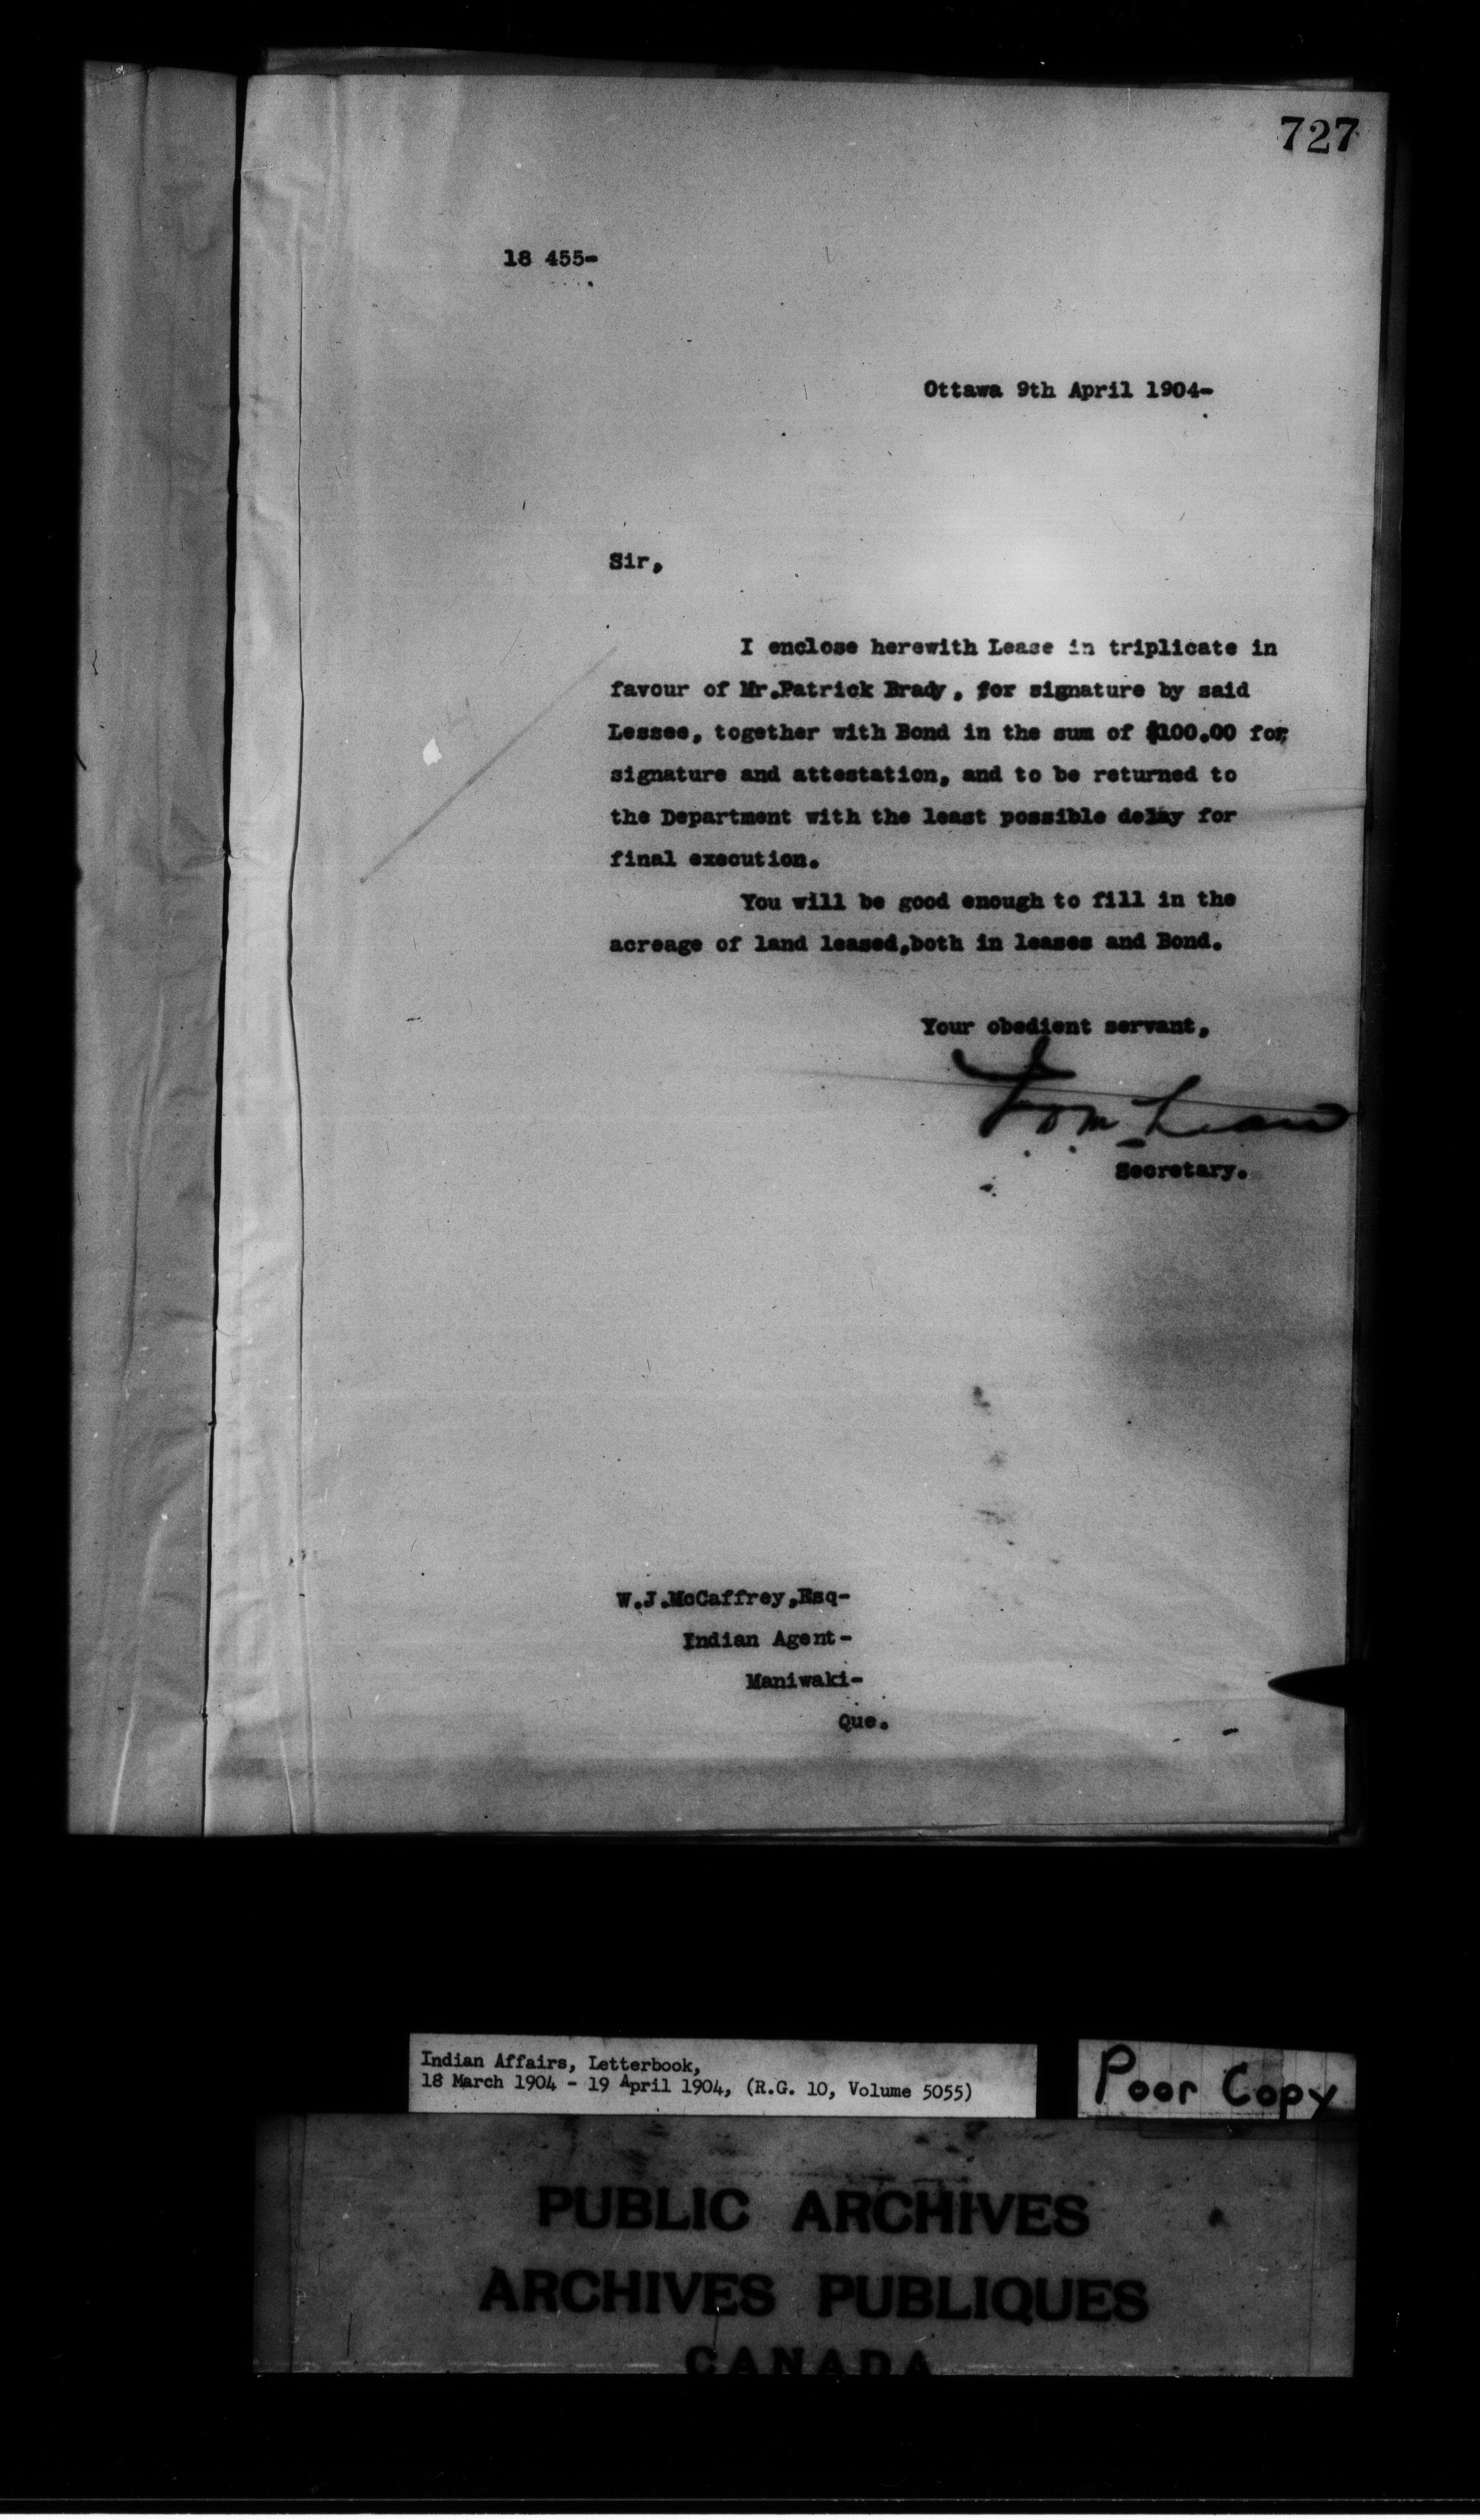 727
18 455-
Ottawa 9th April 1904-
Sir,
I enclose herewith Lease in triplicate in
favour of Mr.Patrick Brady, for signature by said
Lessee, together with Bond in the sum of $100.00 for
signature and attestation, and to be returned to
the Department with the least possible delay for
final execution.
You will be good enough to fill in the
acreage of land leased,both in leases and Bond.
Your obedient servant,
Secretary.
W.J.McCaffrey,Esq-
Indian Agent-
Maniwaki-
Que.
Indian Affairs, Letterbook,
18 March 1904 - 19 April 1904, (R.G. 10, Volume 5055)
Poor Copy
PUBLIC ARCHIVES
ARCHIVES PUBLIQUES
CANADA